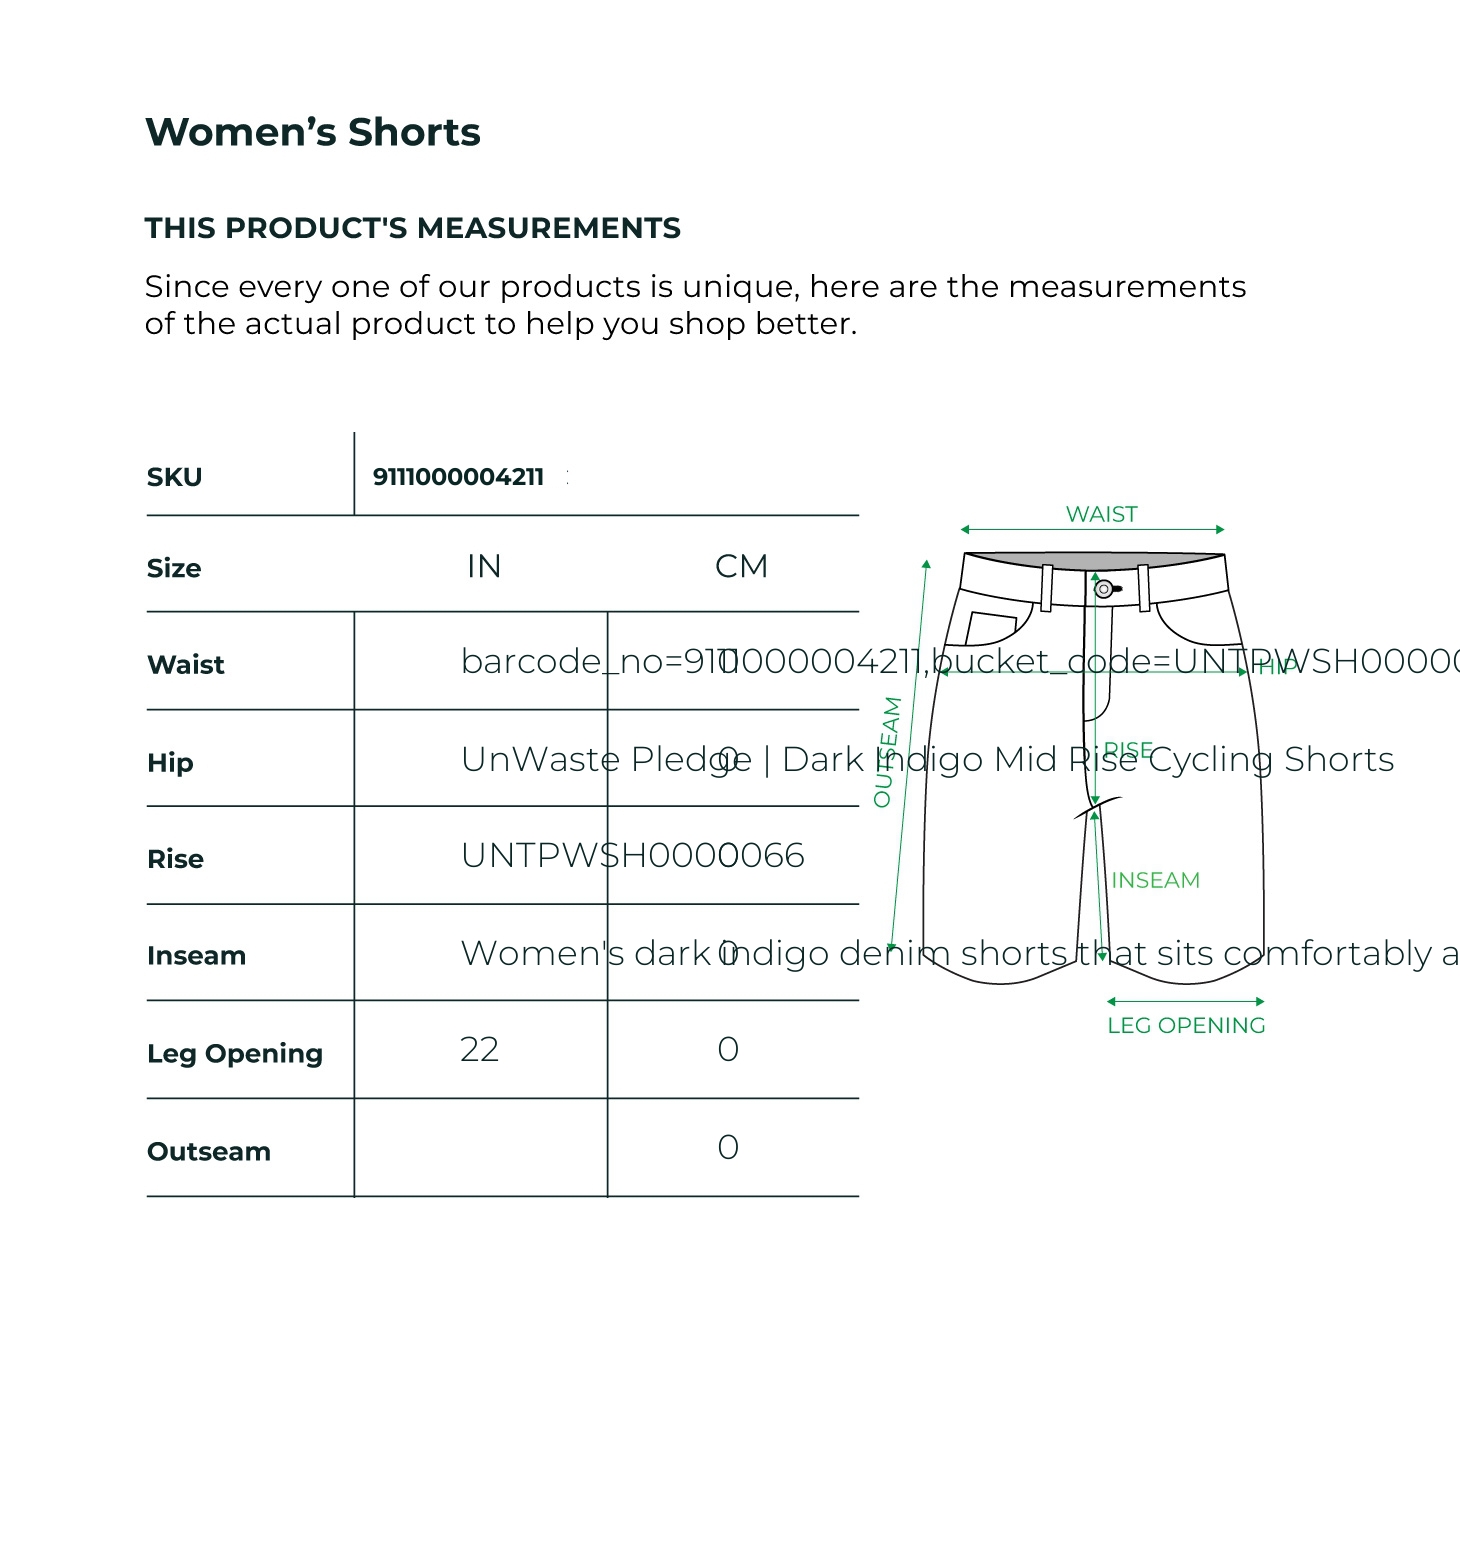 Women’s Shorts
THIS PRODUCT'S MEASUREMENTS
Since every one of our products is unique, here are the measurements
of the actual product to help you shop better.
SKU 9111000004211
Size IN CM
Waist barcode_no=9111000004211,bucket_code=UNTPWSH0000 0
Hip UnWaste Pledge | Dark Indigo Mid Rise Cycling Shorts 0
Rise UNTPWSH0000066 0
Inseam Women's dark indigo denim shorts that sits comfortably a 0
Leg Opening 22 0
Outseam 0
WAIST
HIP
OUTSEAM
RISE
INSEAM
LEG OPENING